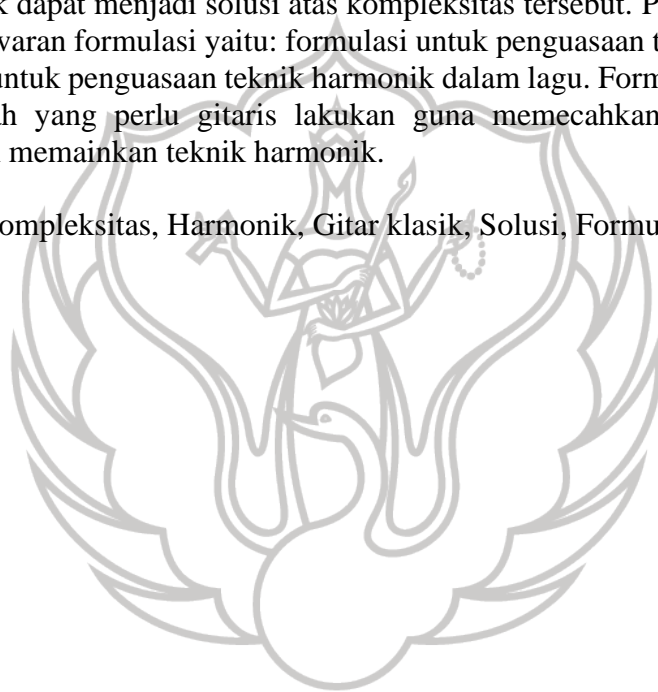 k dapat menjadi solusi atas kompleksitas tersebut. P
waran formulasi yaitu: formulasi untuk penguasaan t
untuk penguasaan teknik harmonik dalam lagu. Form
ah yang perlu gitaris lakukan guna memecahkan
memainkan teknik harmonik.
ompleksitas, Harmonik, Gitar klasik, Solusi, Formu